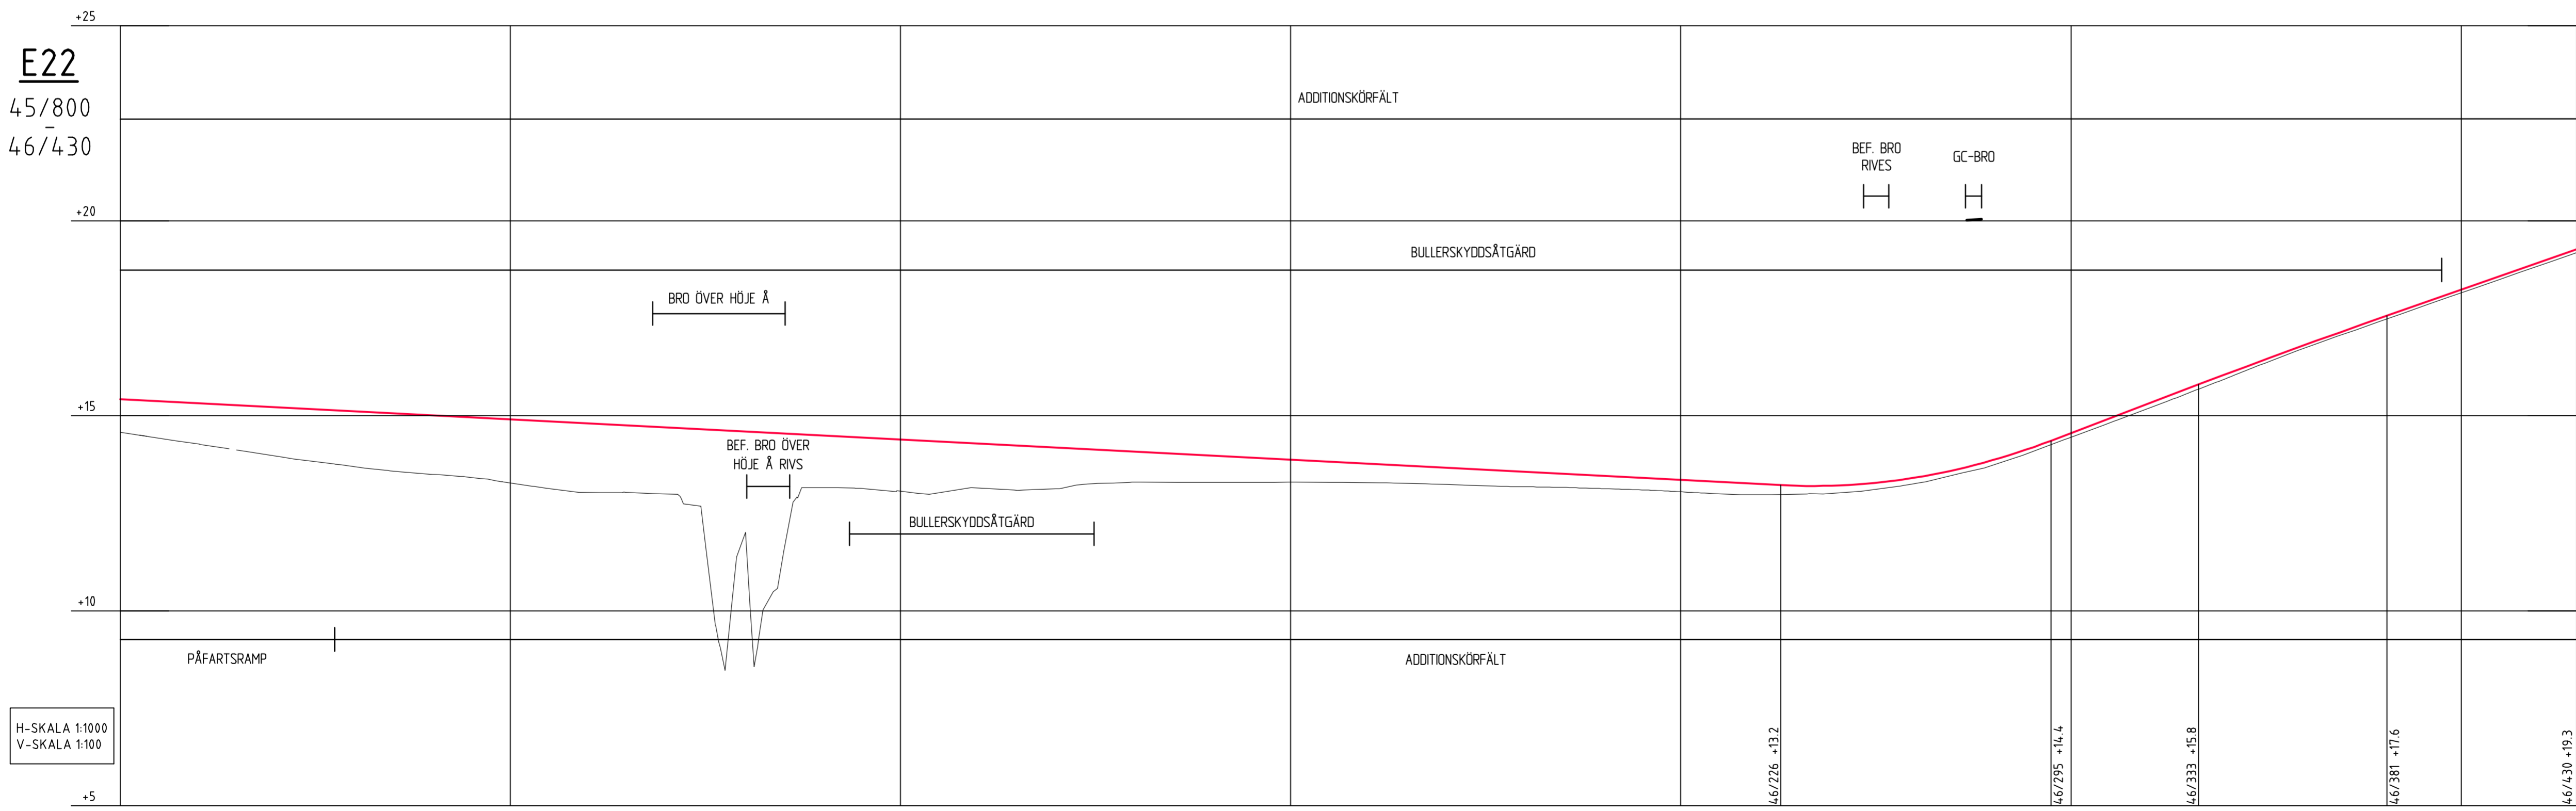 +25
E22
45/800
-
46/430
ADDITIONSKÖRFÄLT
BEF. BRO
RIVES
GC-BRO
+20
BULLERSKYDDSÅTGÄRD
BRO ÖVER HÖJE Å
+15
BEF. BRO ÖVER
HÖJE Å RIVS
BULLERSKYDDSÅTGÄRD
+10
PÅFARTSRAMP
ADDITIONSKÖRFÄLT
H-SKALA 1:1000
V-SKALA 1:100
46/226 +13.2
46/295 +14.4
46/333 +15.8
46/381 +17.6
46/430 +19.3
+5